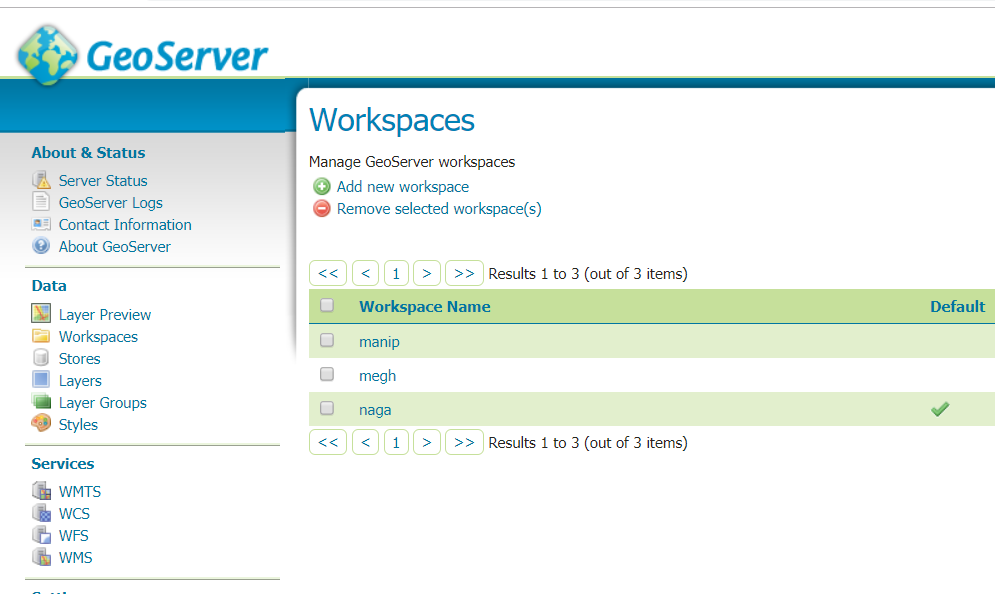 GeoServer
Workspaces
Manage GeoServer workspaces
Add new workspace
Remove selected workspace(s)
<< < 1 > >> Results 1 to 3 (out of 3 items)
Workspace Name Default
manip
megh
naga
<< < 1 > >> Results 1 to 3 (out of 3 items)
About & Status
Server Status
GeoServer Logs
Contact Information
About GeoServer
Data
Layer Preview
Workspaces
Stores
Layers
Layer Groups
Styles
Services
WMTS
WCS
WFS
WMS